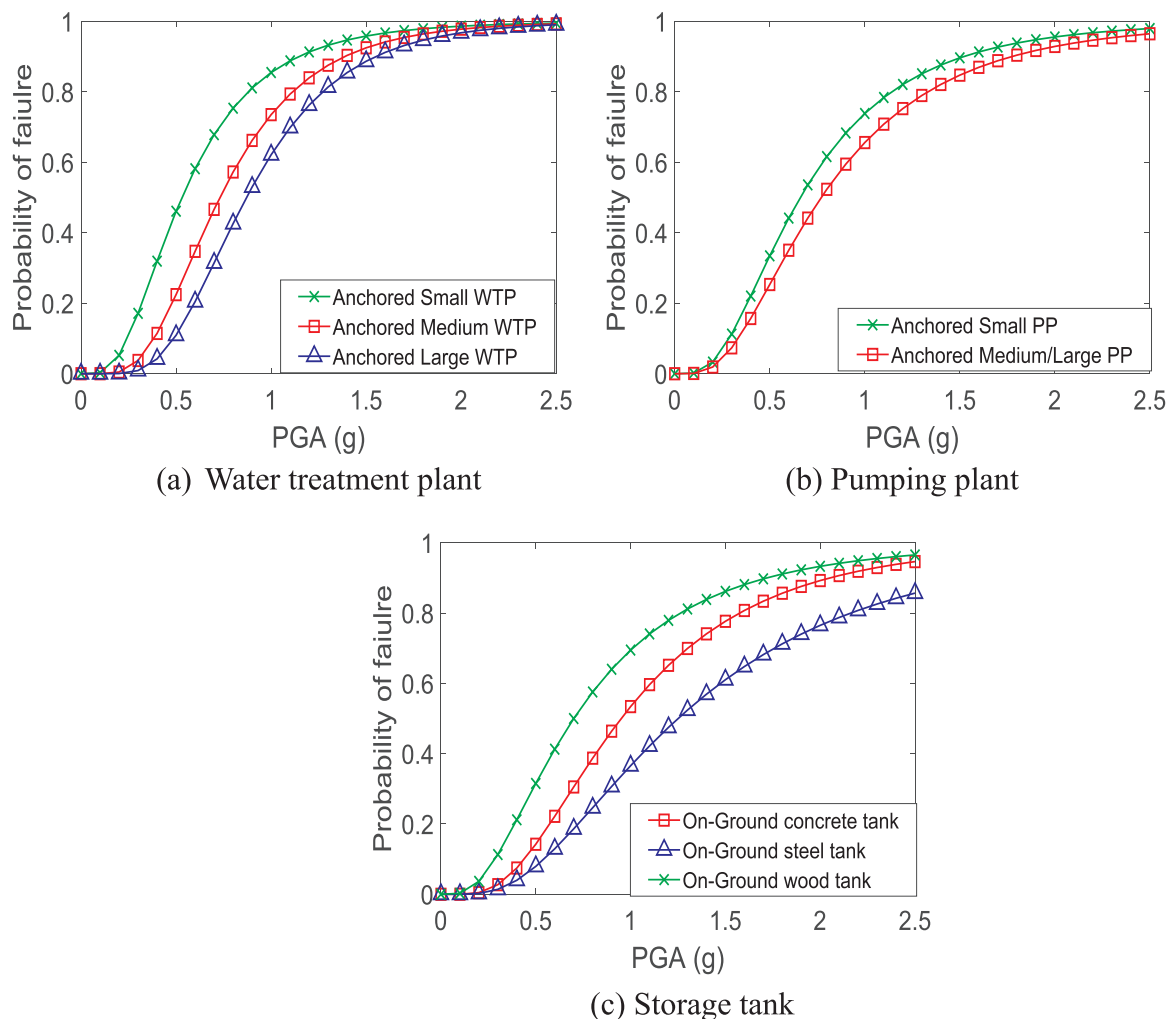 Probability of faiulre
1
0.8
0.6
0.4
0.2
0
Anchored Small WTP
Anchored Medium WTP
Anchored Large WTP
0 0.5 1 1.5 2 2.5
PGA (g)
(a) Water treatment plant
Probability of faiulre
1
0.8
0.6
0.4
0.2
0
Anchored Small PP
Anchored Medium/Large PP
0 0.5 1 1.5 2 2.5
PGA (g)
(b) Pumping plant
Probability of faiulre
1
0.8
0.6
0.4
0.2
0
On-Ground concrete tank
On-Ground steel tank
On-Ground wood tank
0 0.5 1 1.5 2 2.5
PGA (g)
(c) Storage tank